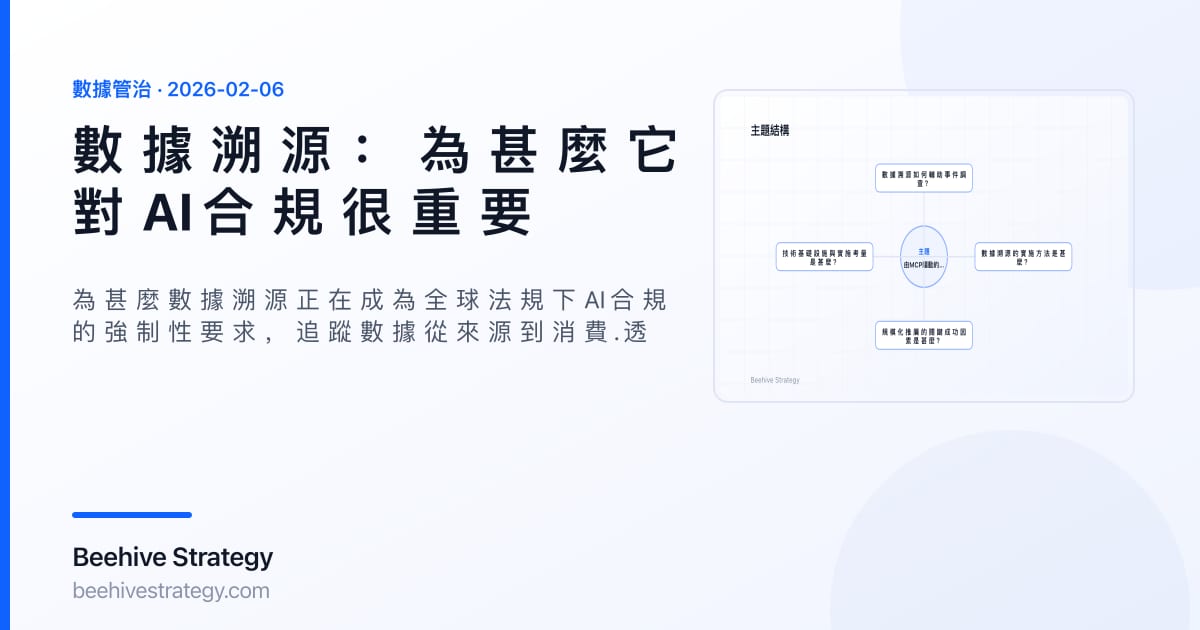 數據管治 · 2026-02-06
數據溯源：為甚麼它
對 AI合規很重要
為甚麼數據溯源正在成為全球法規下 AI合規
的強制性要求，追蹤數據從來源到消費.透
Beehive Strategy
beehivestrategy.com
主題結構
數據溯源如何輔助事件調
查？
技術基礎設施與實施考量
是甚麼？
主題
由MCP驅動的...
數據溯源的實施方法是甚
麼？
規模化推廣的關鍵成功因
素是甚麼？
Beehive Strategy